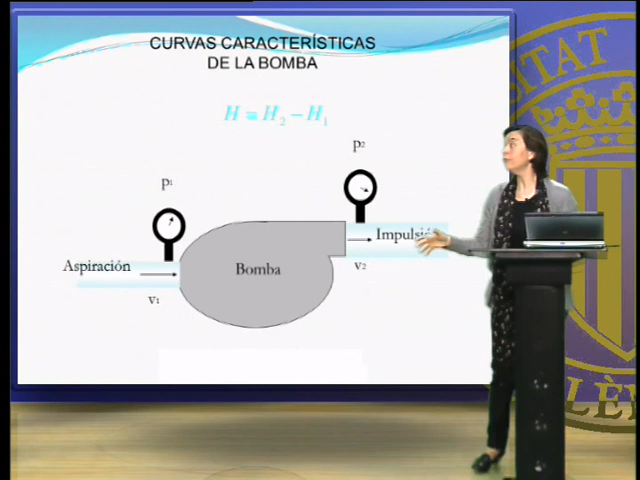 CURVAS CARACTERÍSTICAS
DE LA BOMBA
H = H2 − H1
p2
p1
Impulsión
Aspiración
Bomba
v2
v1